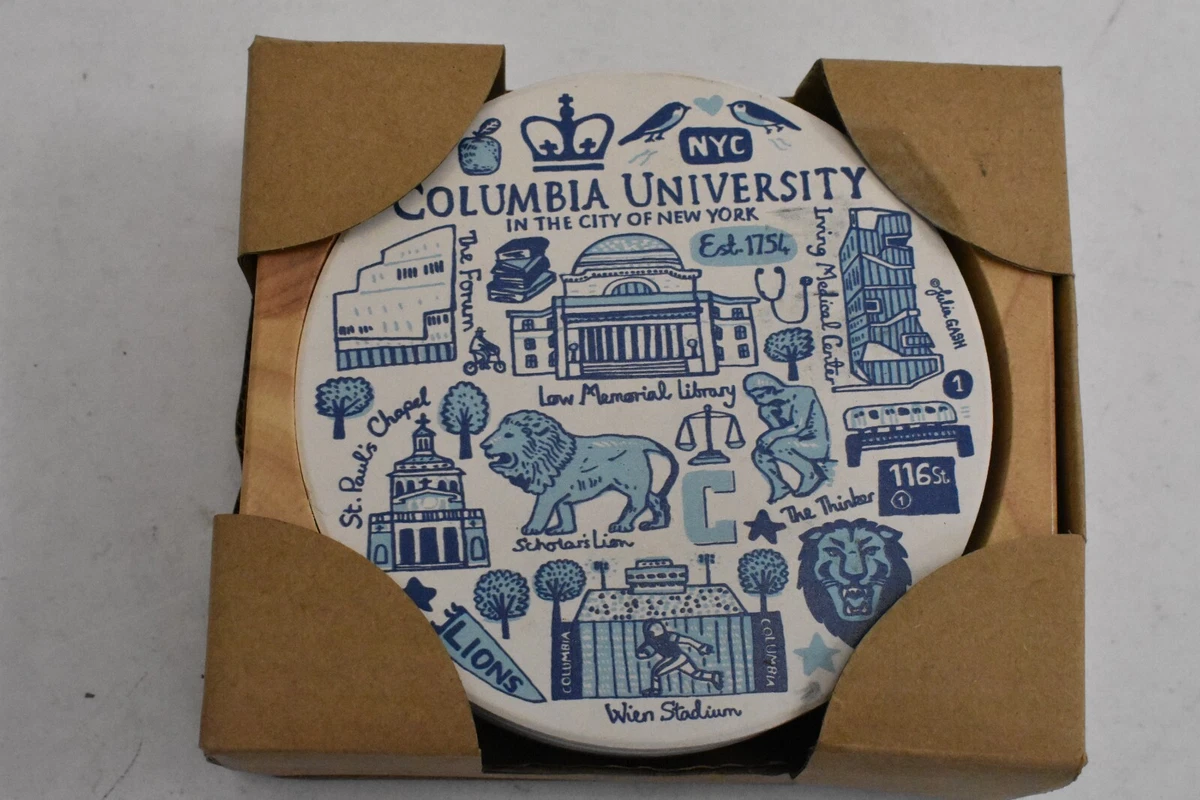 NYC
COLUMBIA UNIVERSITY
IN THE CITY OF NEW YORK
Est. 1754
The Forum
Irving Medical Center
©Julia GASH
Low Memorial Library
1
St. Paul's Chapel
116 St
1
C
The Thinker
Scholar's Lion
LIONS
COLUMBIA
COLUMBIA
Wien Stadium